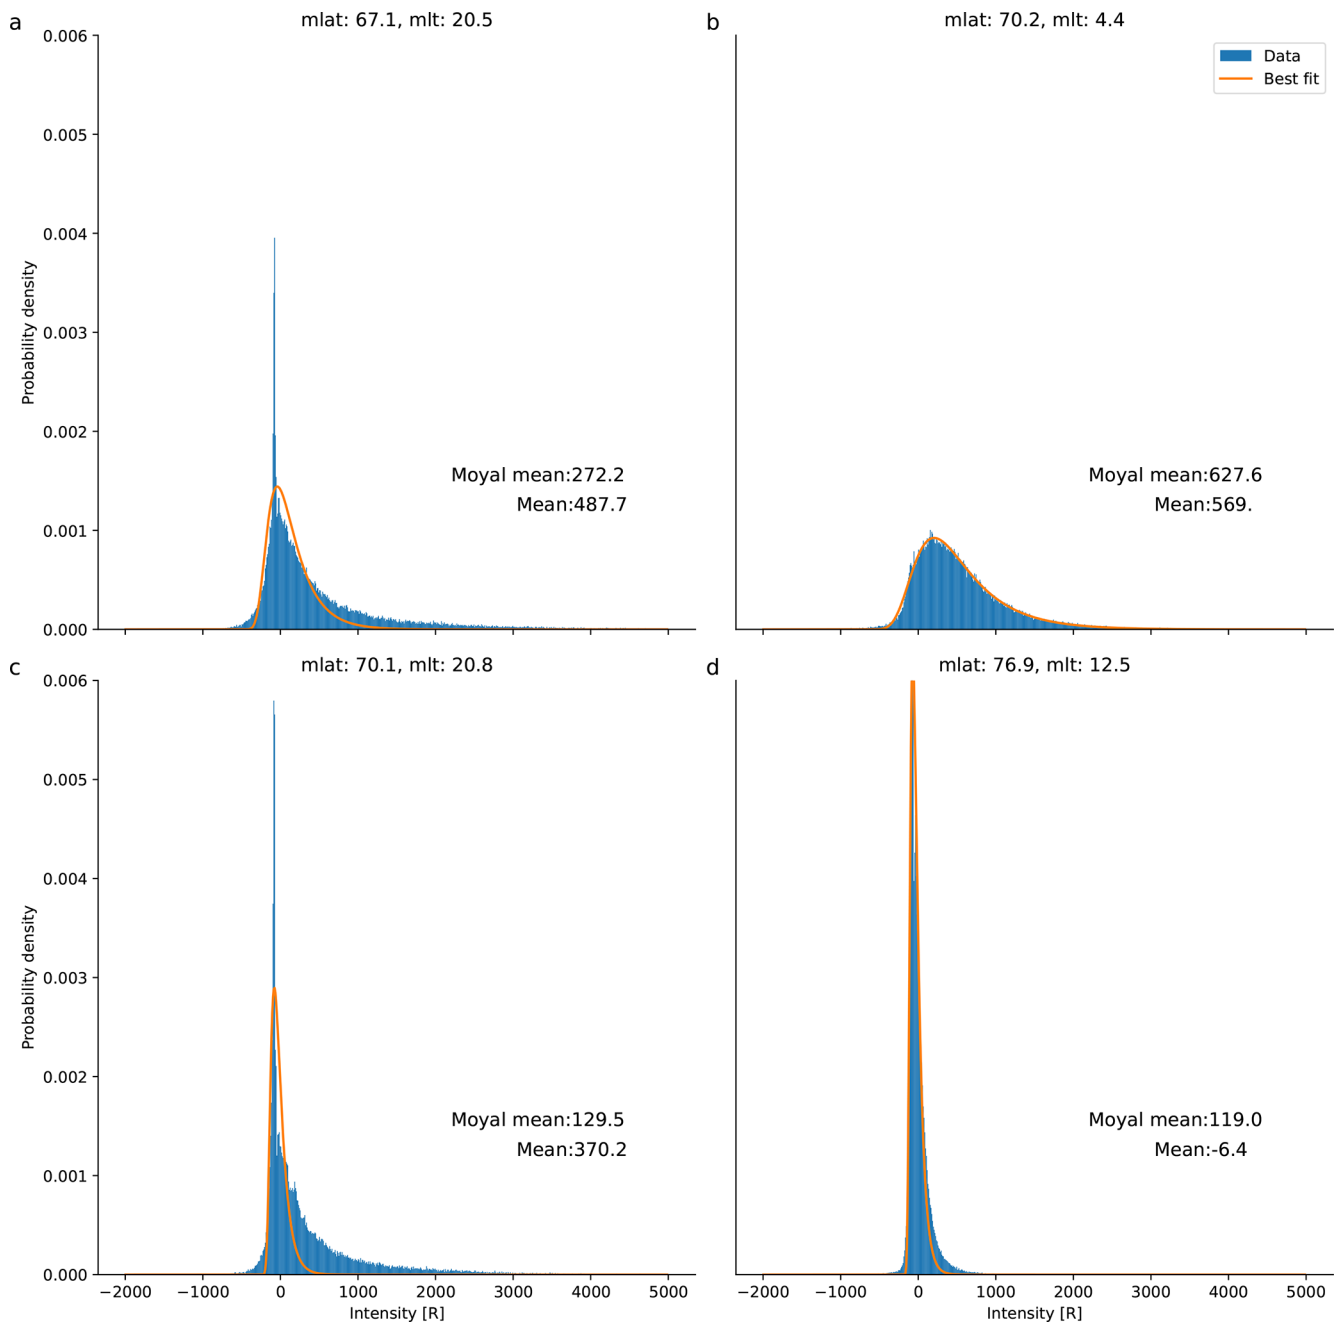 a
mlat: 67.1, mlt: 20.5
0.006
0.005
0.004
0.003
0.002
0.001
0.000
Probability density
Moyal mean:272.2
Mean:487.7
b
mlat: 70.2, mlt: 4.4
Data
Best fit
Moyal mean:627.6
Mean:569.
c
mlat: 70.1, mlt: 20.8
0.006
0.005
0.004
0.003
0.002
0.001
0.000
Probability density
Moyal mean:129.5
Mean:370.2
−2000 −1000 0 1000 2000 3000 4000 5000
Intensity [R]
d
mlat: 76.9, mlt: 12.5
Moyal mean:119.0
Mean:-6.4
−2000 −1000 0 1000 2000 3000 4000 5000
Intensity [R]